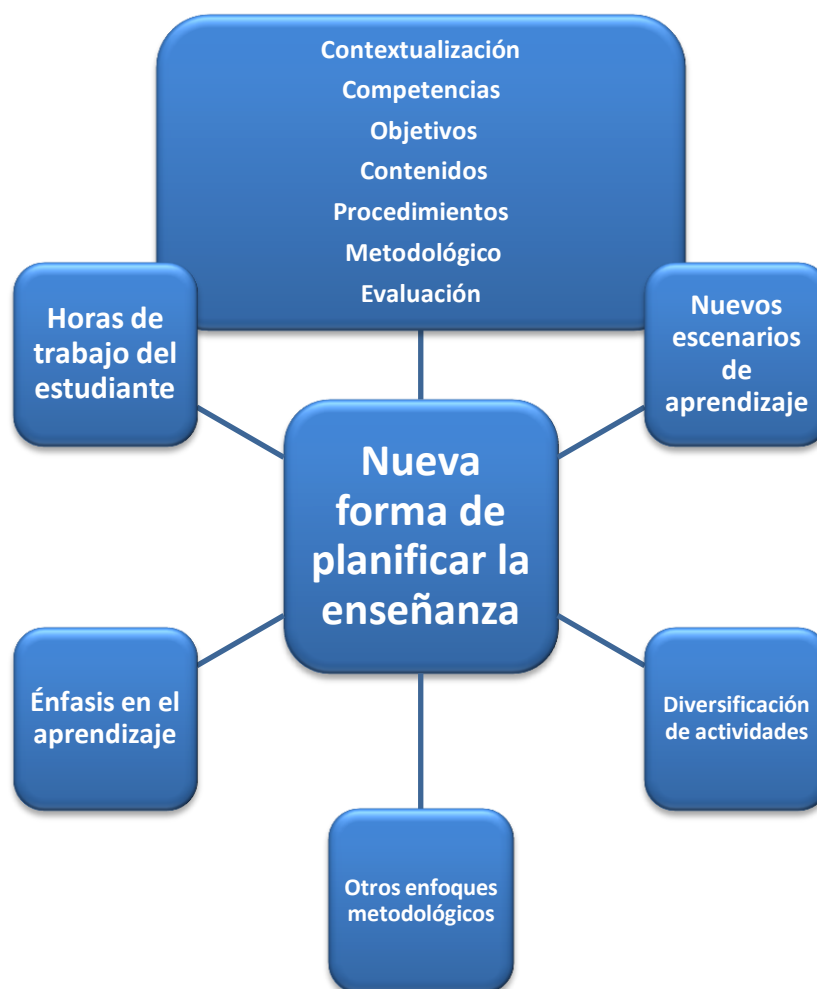 Contextualización
Competencias
Objetivos
Contenidos
Procedimientos
Metodológico
Evaluación
Horas de
trabajo del
estudiante
Nuevos
escenarios
de
aprendizaje
Nueva
forma de
planificar la
enseñanza
Énfasis en el
aprendizaje
Diversificación
de actividades
Otros enfoques
metodológicos